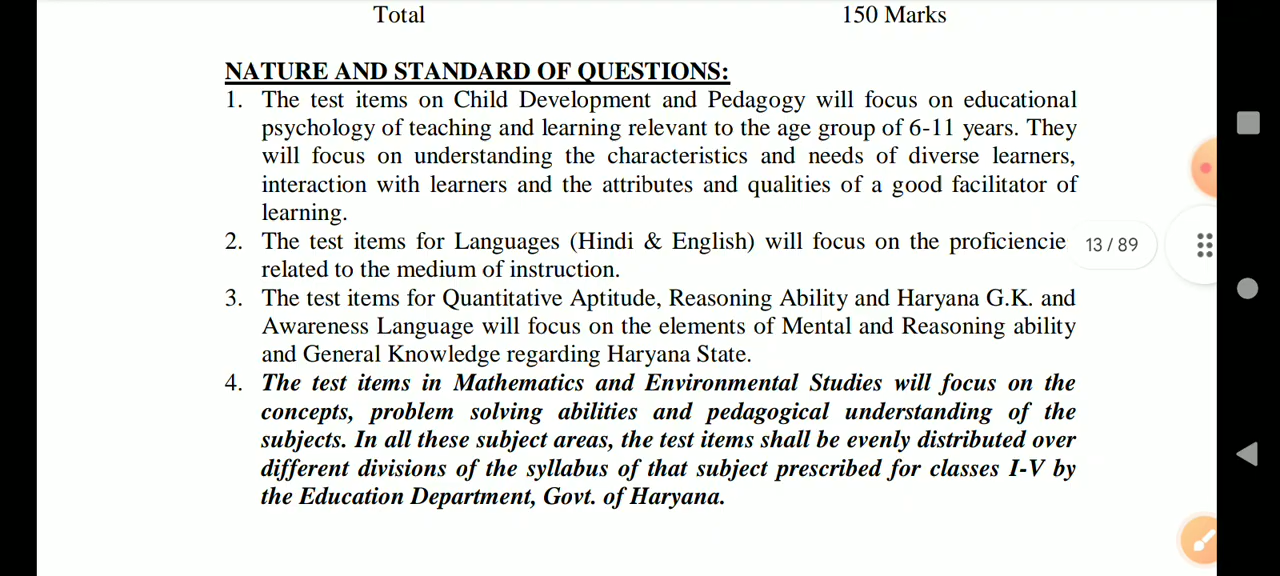 Total 150 Marks
NATURE AND STANDARD OF QUESTIONS:
1. The test items on Child Development and Pedagogy will focus on educational
psychology of teaching and learning relevant to the age group of 6-11 years. They
will focus on understanding the characteristics and needs of diverse learners,
interaction with learners and the attributes and qualities of a good facilitator of
learning.
2. The test items for Languages (Hindi & English) will focus on the proficiencie
13 / 89
related to the medium of instruction.
3. The test items for Quantitative Aptitude, Reasoning Ability and Haryana G.K. and
Awareness Language will focus on the elements of Mental and Reasoning ability
and General Knowledge regarding Haryana State.
4. The test items in Mathematics and Environmental Studies will focus on the
concepts, problem solving abilities and pedagogical understanding of the
subjects. In all these subject areas, the test items shall be evenly distributed over
different divisions of the syllabus of that subject prescribed for classes I-V by
the Education Department, Govt. of Haryana.